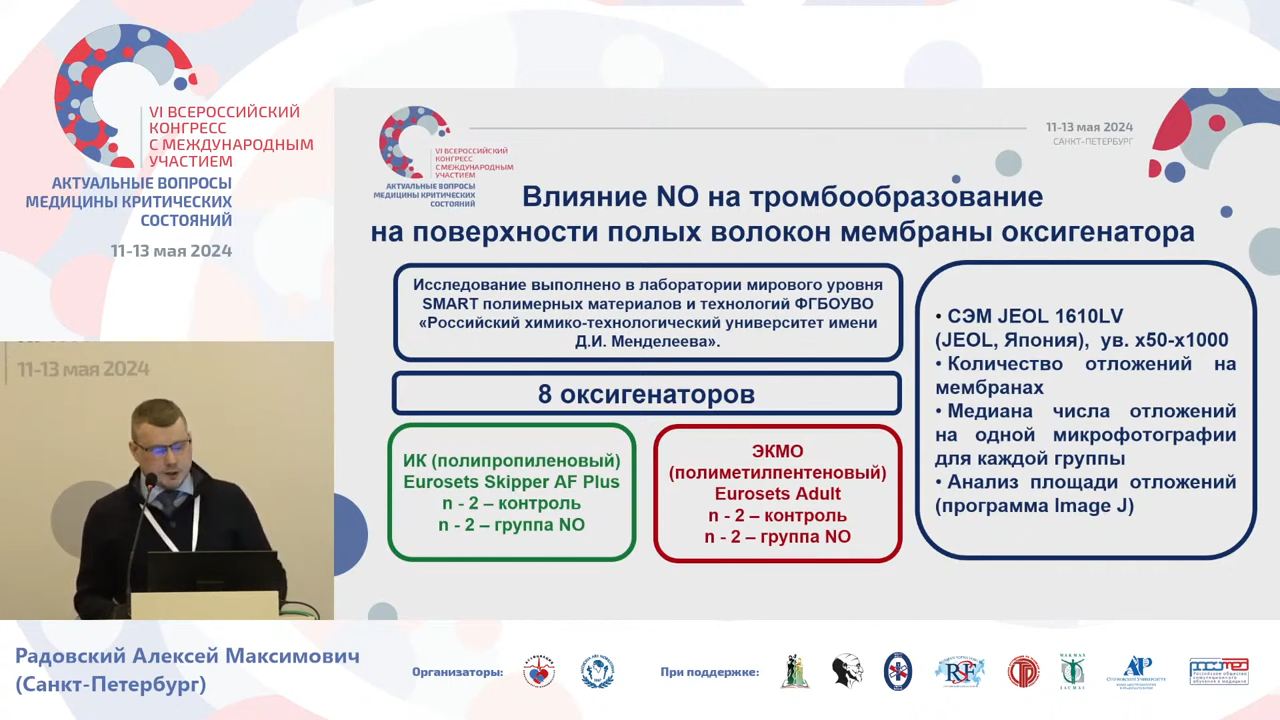 VI ВСЕРОССИЙСКИЙ
КОНГРЕСС
С МЕЖДУНАРОДНЫМ
УЧАСТИЕМ
АКТУАЛЬНЫЕ ВОПРОСЫ
МЕДИЦИНЫ КРИТИЧЕСКИХ
СОСТОЯНИЙ
11-13 мая 2024
VI ВСЕРОССИЙСКИЙ
КОНГРЕСС
С МЕЖДУНАРОДНЫМ
УЧАСТИЕМ
АКТУАЛЬНЫЕ ВОПРОСЫ
МЕДИЦИНЫ КРИТИЧЕСКИХ
СОСТОЯНИЙ
11-13 мая 2024
САНКТ-ПЕТЕРБУРГ
Влияние NO на тромбообразование
на поверхности полых волокон мембраны оксигенатора
Исследование выполнено в лаборатории мирового уровня
SMART полимерных материалов и технологий ФГБОУВО
«Российский химико-технологический университет имени
Д.И. Менделеева».
8 оксигенаторов
ИК (полипропиленовый)
Eurosets Skipper AF Plus
n - 2 – контроль
n - 2 – группа NO
ЭКМО
(полиметилпентеновый)
Eurosets Adult
n - 2 – контроль
n - 2 – группа NO
• СЭМ JEOL 1610LV
(JEOL, Япония), ув. x50-x1000
• Количество отложений на
мембранах
• Медиана числа отложений
на одной микрофотографии
для каждой группы
• Анализ площади отложений
(программа Image J)
11-13 мая 2024
Радовский Алексей Максимович
(Санкт-Петербург)
Организаторы:
При поддержке: